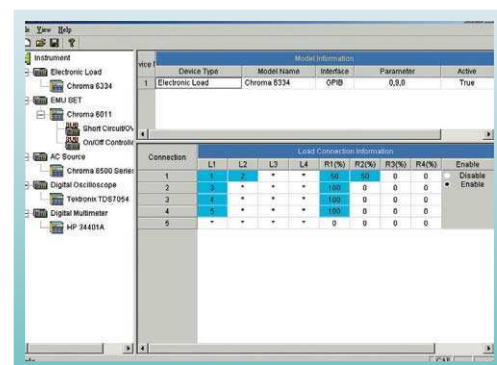 View Help
Instrument
Electronic Load
Chroma 6334
EMU SET
Chroma 6011
Short Circuit/OV
On/Off Controlle
AC Source
Chroma 6500 Series
Digital Oscilloscope
Tektronix TDS7054
Digital Multimeter
HP 34401A
Model Information
Device Type Model Name Interface Parameter Active
1 Electronic Load Chroma 6334 GPIB 0,9,0 True
Load Connection Information
Connection L1 L2 L3 L4 R1(%) R2(%) R3(%) R4(%) Enable
1 1 2 * * 50 50 0 0 Disable
2 3 * * * 100 0 0 0 Enable
3 4 * * * 100 0 0 0
4 5 * * * 100 0 0 0
5 * * * * 0 0 0 0